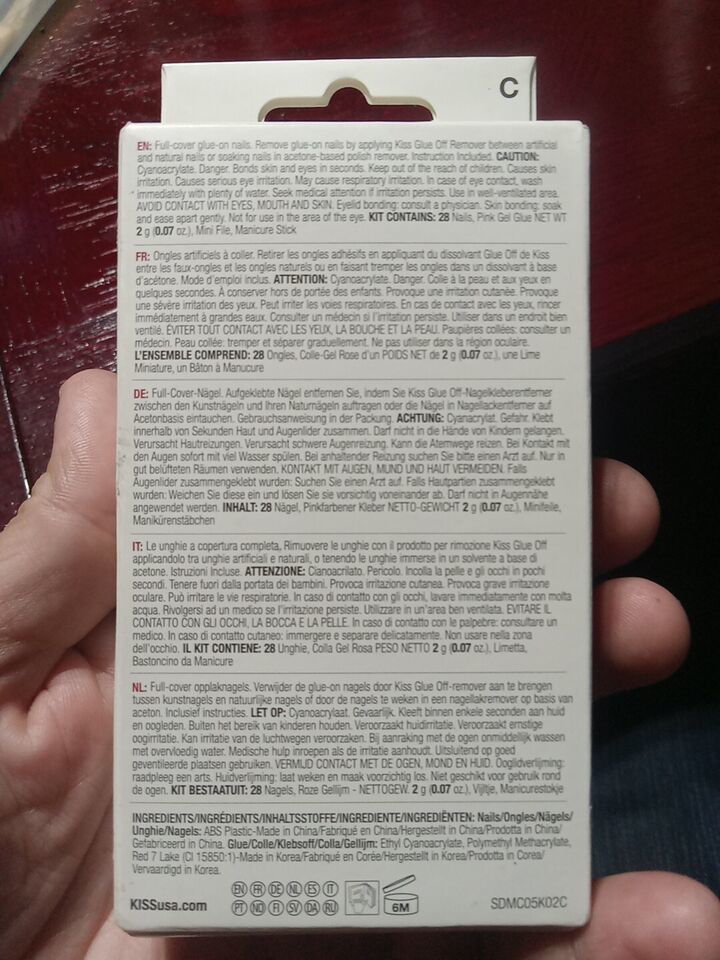 C
EN: Full-cover glue-on nails. Remove glue-on nails by applying Kiss Glue Off Remover between artificial
and natural nails or soaking nails in acetone-based polish remover. Instruction Included. CAUTION:
Cyanoacrylate. Danger. Bonds skin and eyes in seconds. Keep out of the reach of children. Causes skin
irritation. Causes serious eye irritation. May cause respiratory irritation. In case of eye contact, wash
immediately with plenty of water. Seek medical attention if irritation persists. Use in well-ventilated area.
AVOID CONTACT WITH EYES, MOUTH AND SKIN. Eyelid bonding: consult a physician. Skin bonding: soak
and ease apart gently. Not for use in the area of the eye. KIT CONTAINS: 28 Nails, Pink Gel Glue NET WT
2 g (0.07 oz.), Mini File, Manicure Stick
FR: Ongles artificiels à coller. Retirer les ongles adhésifs en appliquant du dissolvant Glue Off de Kiss
entre les faux-ongles et les ongles naturels ou en faisant tremper les ongles dans un dissolvant à base
d'acétone. Mode d'emploi inclus. ATTENTION: Cyanoacrylate. Danger. Colle à la peau et aux yeux en
quelques secondes. À conserver hors de portée des enfants. Provoque une irritation cutanée. Provoque
une sévère irritation des yeux. Peut irriter les voies respiratoires. En cas de contact avec les yeux, rincer
immédiatement à grandes eaux. Consulter un médecin si l'irritation persiste. Utiliser dans un endroit bien
ventilé. ÉVITER TOUT CONTACT AVEC LES YEUX, LA BOUCHE ET LA PEAU. Paupières collées: consulter un
médecin. Peau collée: tremper et séparer graduellement. Ne pas utiliser dans la région oculaire.
L'ENSEMBLE COMPREND: 28 Ongles, Colle-Gel Rose d'un POIDS NET de 2 g (0.07 oz.), une Lime
Miniature, un Bâton à Manucure
DE: Full-Cover-Nägel. Aufgeklebte Nägel entfernen Sie, indem Sie Kiss Glue Off-Nagelkleberentferner
zwischen den Kunstnägeln und Ihren Naturnägeln auftragen oder die Nägel in Nagellackentferner auf
Acetonbasis eintauchen. Gebrauchsanweisung in der Packung. ACHTUNG: Cyanacrylat. Gefahr. Klebt
innerhalb von Sekunden Haut und Augenlider zusammen. Darf nicht in die Hände von Kindern gelangen.
Verursacht Hautreizungen. Verursacht schwere Augenreizung. Kann die Atemwege reizen. Bei Kontakt mit
den Augen sofort mit viel Wasser spülen. Bei anhaltender Reizung suchen Sie bitte einen Arzt auf. Nur in
gut belüfteten Räumen verwenden. KONTAKT MIT AUGEN, MUND UND HAUT VERMEIDEN. Falls
Augenlider zusammengeklebt wurden: Suchen Sie einen Arzt auf. Falls Hautpartien zusammengeklebt
wurden: Weichen Sie diese ein und lösen Sie sie vorsichtig voneinander ab. Darf nicht in Augennähe
angewendet werden. INHALT: 28 Nägel, Pinkfarbener Kleber NETTO-GEWICHT 2 g (0.07 oz.), Minifeile,
Manikürestäbchen
IT: Le unghie a copertura completa, Rimuovere le unghie con il prodotto per rimozione Kiss Glue Off
applicandolo tra unghie artificiali e naturali, o tenendo le unghie immerse in un solvente a base di
acetone. Istruzioni Incluse. ATTENZIONE: Cianoacrilato. Pericolo. Incolla la pelle e gli occhi in pochi
secondi. Tenere fuori dalla portata dei bambini. Provoca irritazione cutanea. Provoca grave irritazione
oculare. Può irritare le vie respiratorie. In caso di contatto con gli occhi, lavare immediatamente con molta
acqua. Rivolgersi ad un medico se l'irritazione persiste. Utilizzare in un'area ben ventilata. EVITARE IL
CONTATTO CON GLI OCCHI, LA BOCCA E LA PELLE. In caso di contatto con le palpebre: consultare un
medico. In caso di contatto cutaneo: immergere e separare delicatamente. Non usare nella zona
dell'occhio. IL KIT CONTIENE: 28 Unghie, Colla Gel Rosa PESO NETTO 2 g (0.07 oz.), Limetta,
Bastoncino da Manicure
NL: Full-cover opplaknagels. Verwijder de glue-on nagels door Kiss Glue Off-remover aan te brengen
tussen kunstnagels en natuurlijke nagels of door de nagels te weken in een nagellakremover op basis van
aceton. Inclusief instructies. LET OP: Cyanoacrylaat. Gevaarlijk. Kleeft binnen enkele seconden aan huid
en oogleden. Buiten het bereik van kinderen houden. Veroorzaakt huidirritatie. Veroorzaakt ernstige
oogirritatie. Kan irritatie van de luchtwegen veroorzaken. Bij aanraking met de ogen onmiddellijk wassen
met overvloedig water. Medische hulp inroepen als de irritatie aanhoudt. Uitsluitend op goed
geventileerde plaatsen gebruiken. VERMIJD CONTACT MET DE OGEN, MOND EN HUID. Ooglidverlijming:
raadpleeg een arts. Huidverlijming: laat weken en maak voorzichtig los. Niet geschikt voor gebruik rond
de ogen. KIT BESTAATUIT: 28 Nagels, Roze Gellijm - NETTOGEW. 2 g (0.07 oz.), Vijltje, Manicurestokje
INGREDIENTS/INGRÉDIENTS/INHALTSSTOFFE/INGREDIENTE/INGREDIËNTEN: Nails/Ongles/Nägels/
Unghie/Nagels: ABS Plastic-Made in China/Fabriqué en China/Hergestellt in China/Prodotta in China/
Gefabriceerd in China. Glue/Colle/Klebsoff/Colla/Gellijm: Ethyl Cyanoacrylate, Polymethyl Methacrylate,
Red 7 Lake (CI 15850:1)-Made in Korea/Fabriqué en Corée/Hergestellt in Korea/Prodotta in Corea/
Vervaardigd in Korea.
EN FR DE NL ES IT
PT NO FI SV DA RU
6M
KISSusa.com
SDMC05K02C